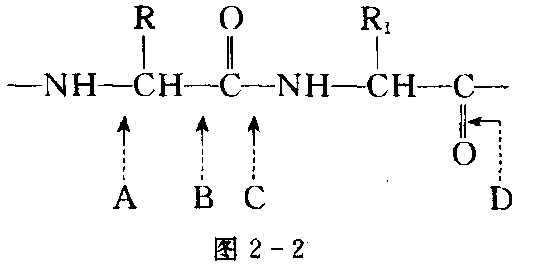 R O R₁
—NH—CH—C—NH—CH—C—
O
A B C D
图 2-2